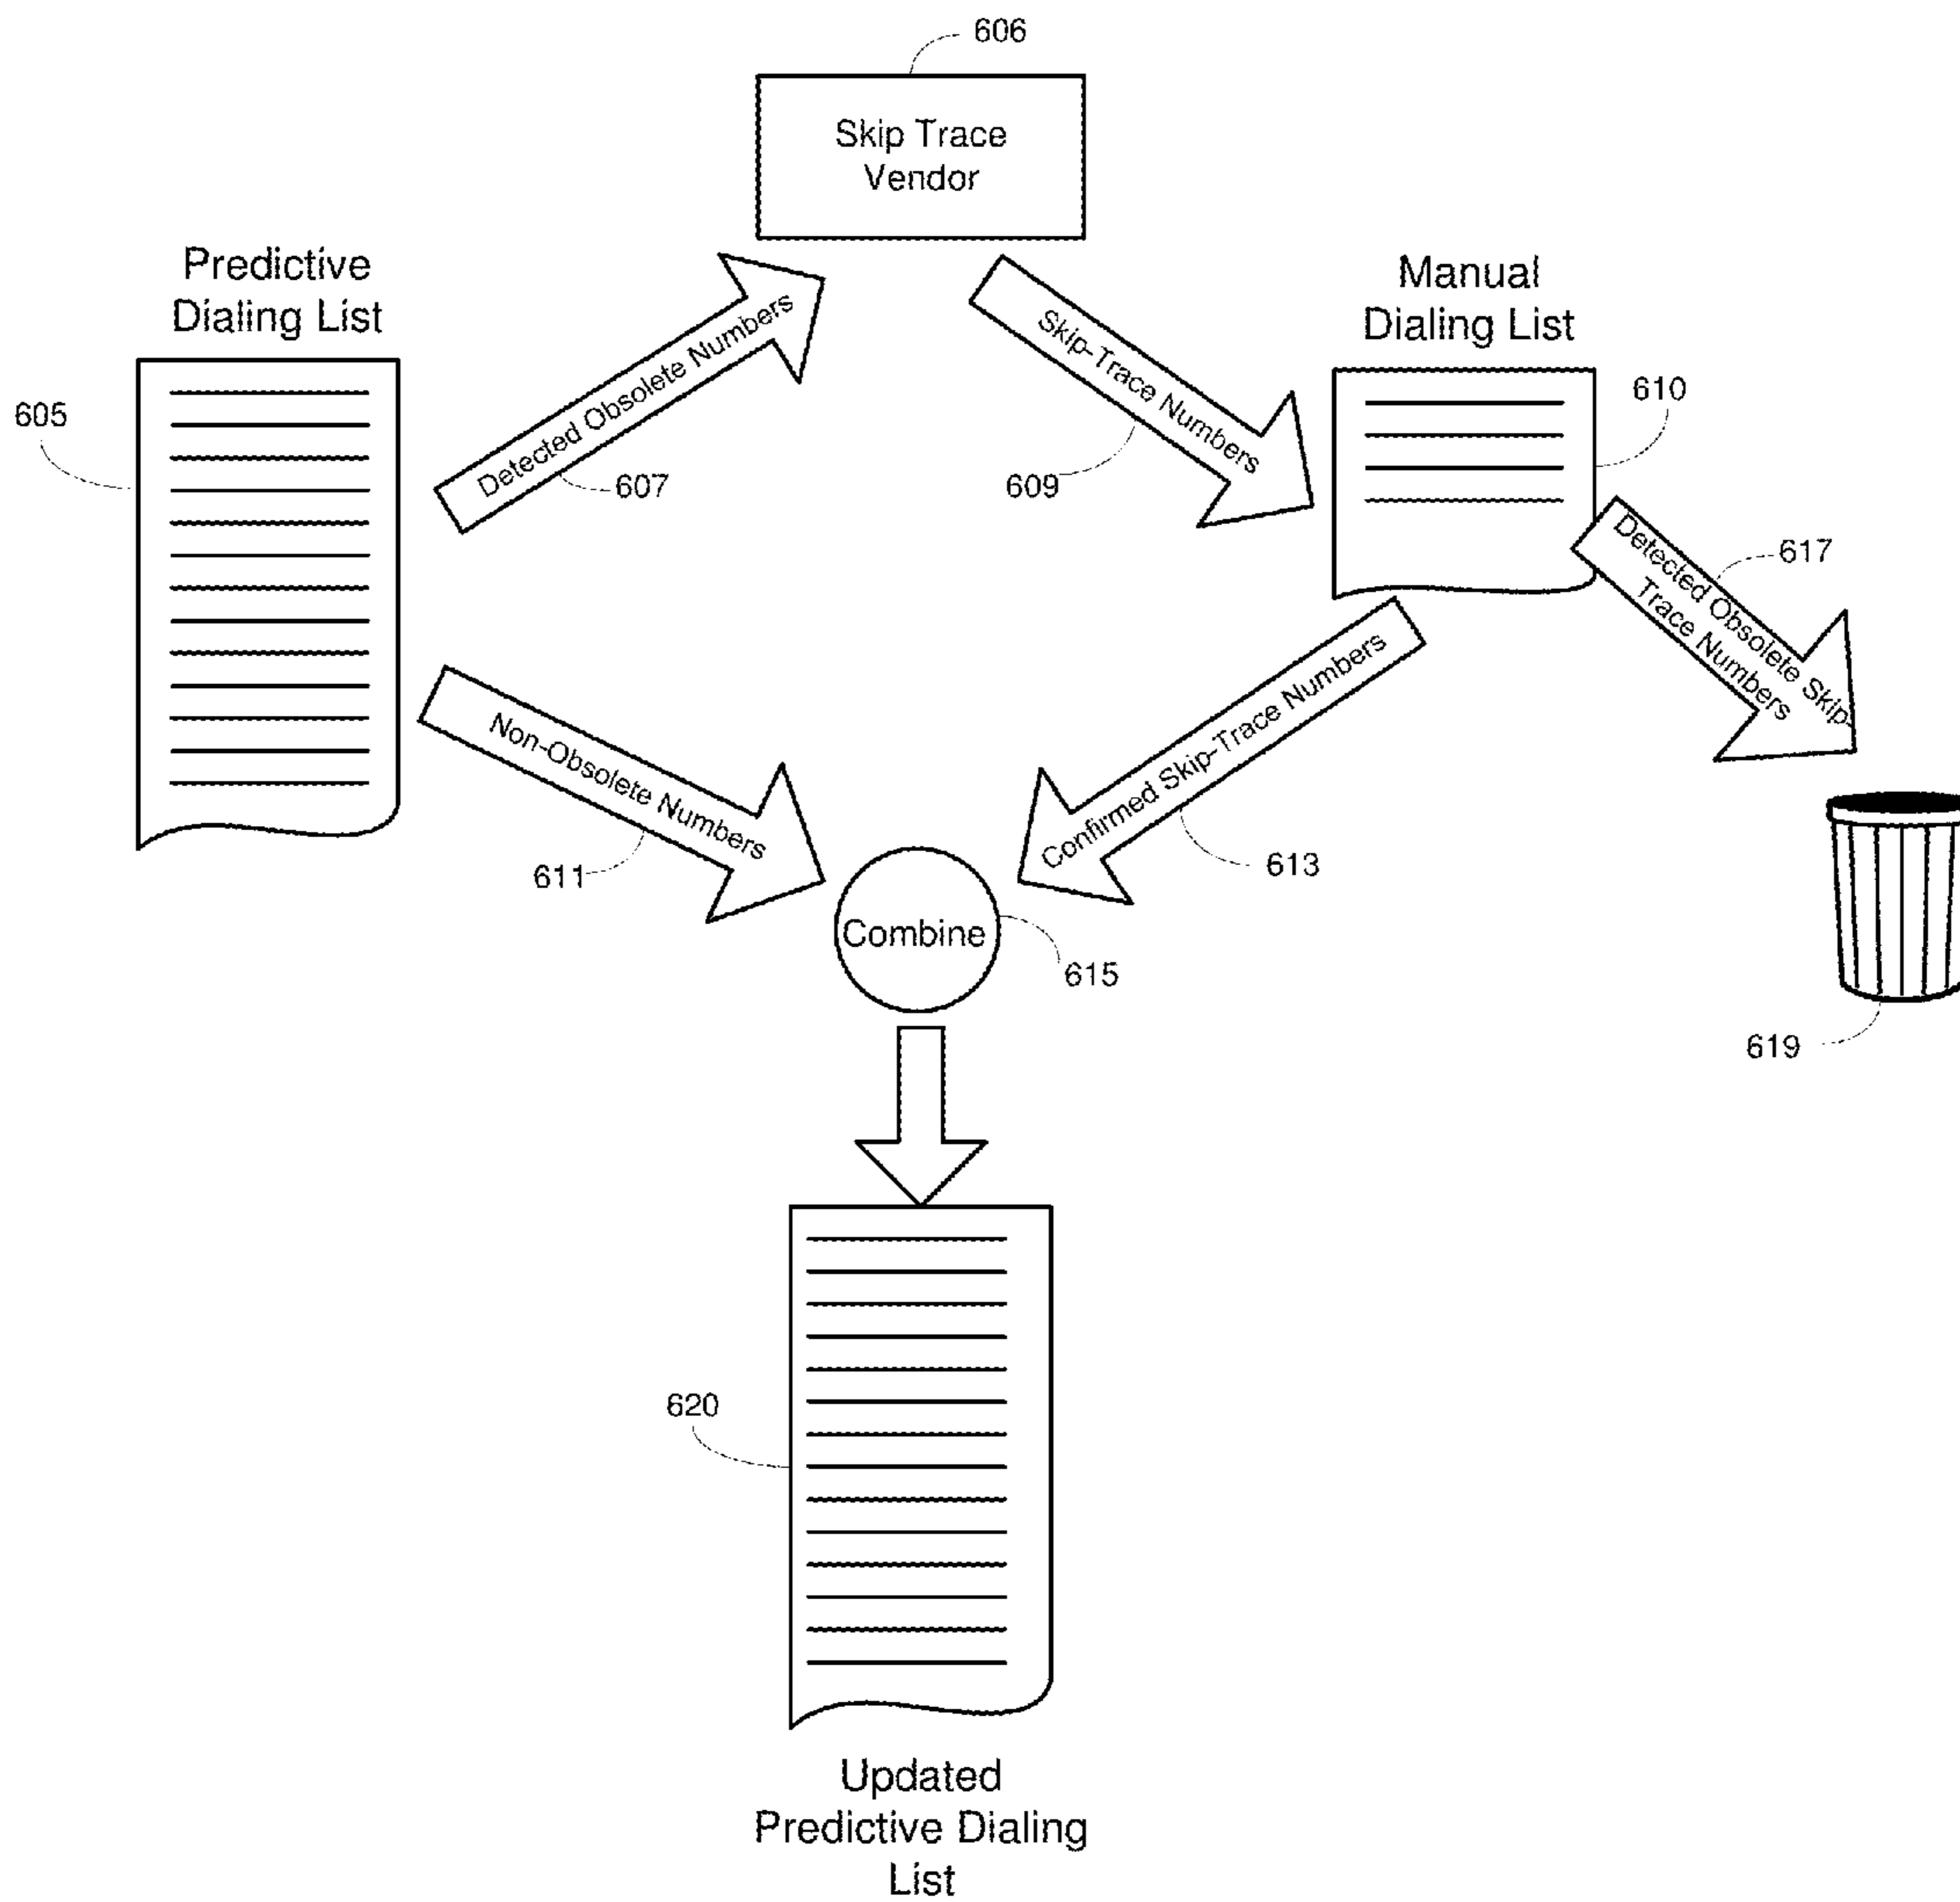 606
Skip Trace
Vendor
Predictive
Dialing List
Manual
Dialing List
605
Detected Obsolete Numbers
607
Skip-Trace Numbers
609
610
Detected Obsolete Skip-
Trace Numbers
617
Non-Obsolete Numbers
611
Confirmed Skip-Trace Numbers
613
Combine
615
619
620
Updated
Predictive Dialing
List